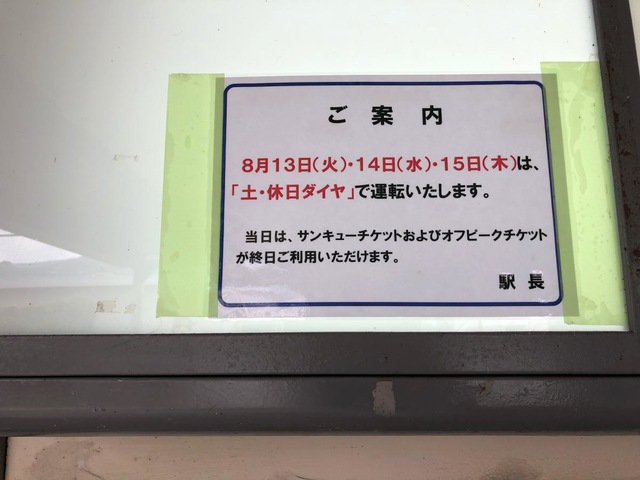 ご案内
8月13日(火)・14日(水)・15日(木)は、
「土・休日ダイヤ」で運転いたします。
当日は、サンキューチケットおよびオフピークチケット
が終日ご利用いただけます。
駅長